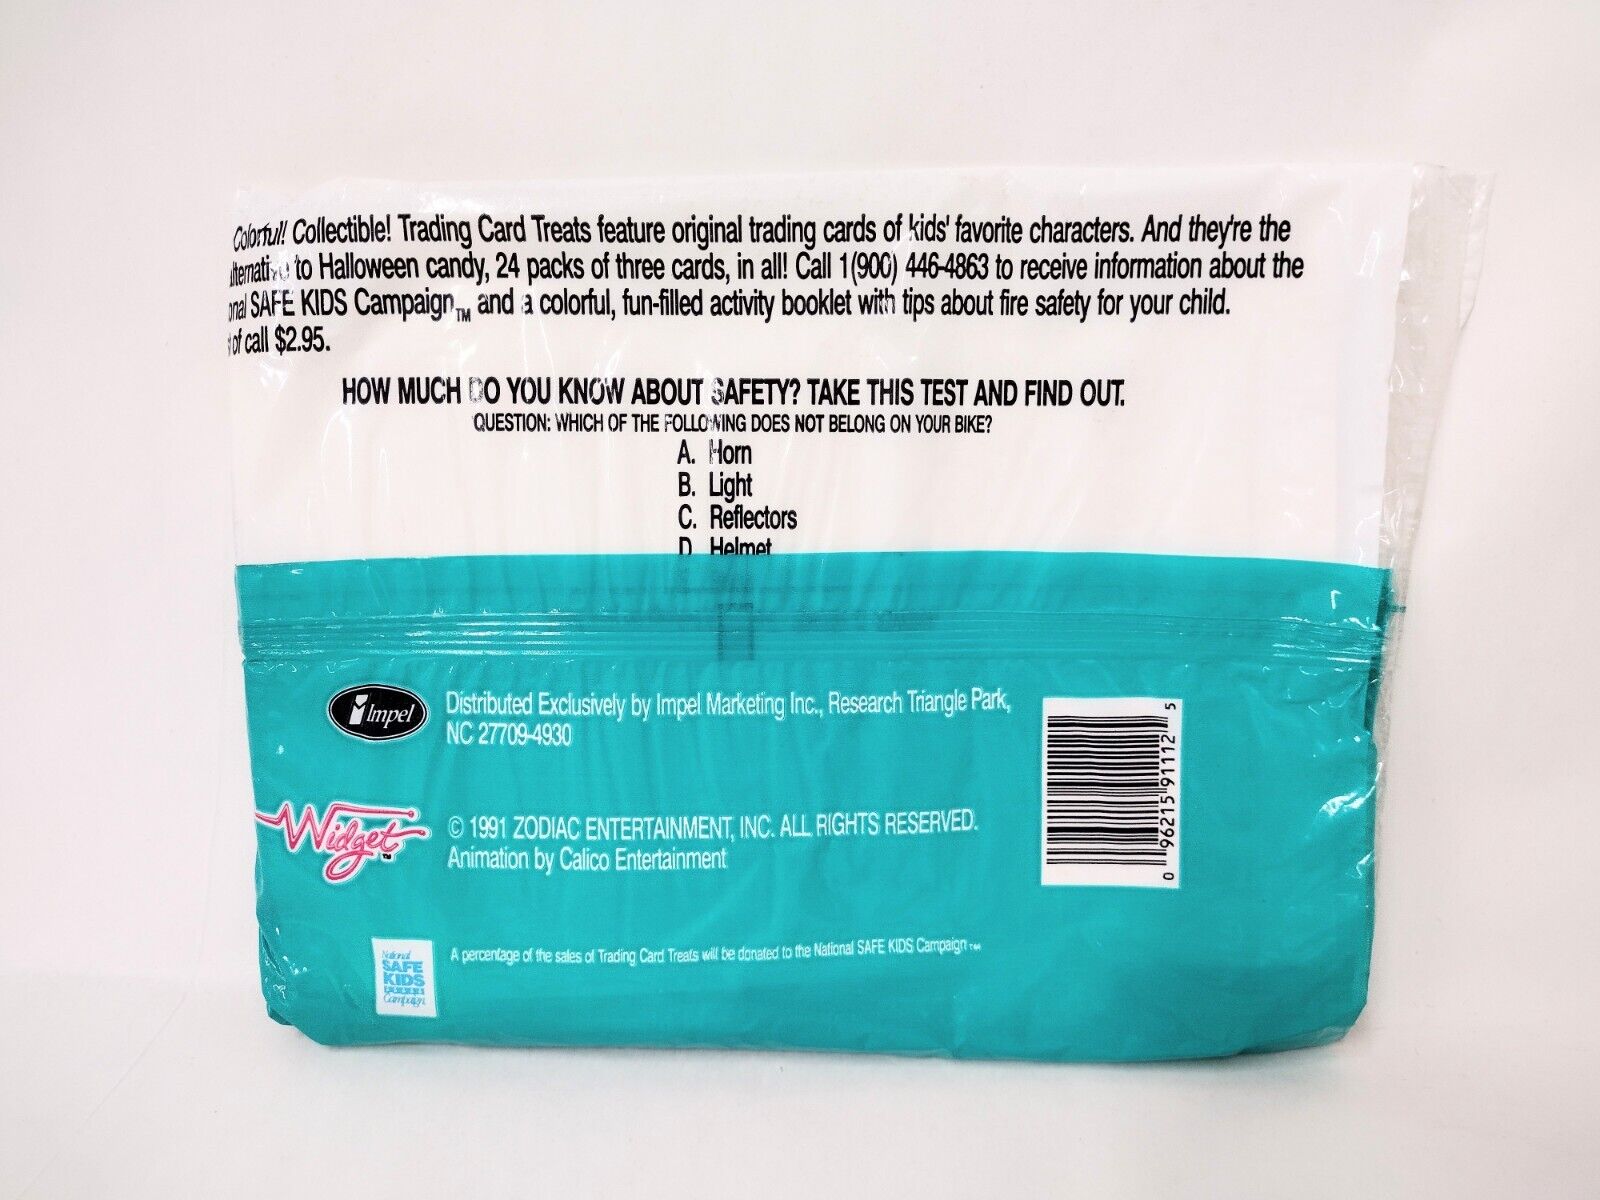 Colorful! Collectible! Trading Card Treats feature original trading cards of kids' favorite characters. And they're the
to Halloween candy, 24 packs of three cards, in all! Call 1(900) 446-4863 to receive information about the
SAFE KIDS Campaign™ and a colorful, fun-filled activity booklet with tips about fire safety for your child.
of call $2.95.
HOW MUCH DO YOU KNOW ABOUT SAFETY? TAKE THIS TEST AND FIND OUT.
QUESTION: WHICH OF THE FOLLOWING DOES NOT BELONG ON YOUR BIKE?
A. Horn
B. Light
C. Reflectors
D. Helmet
Impel
Distributed Exclusively by Impel Marketing Inc., Research Triangle Park,
NC 27709-4930
Widget™
© 1991 ZODIAC ENTERTAINMENT, INC. ALL RIGHTS RESERVED.
Animation by Calico Entertainment
National
SAFE
KIDS
Campaign
A percentage of the sales of Trading Card Treats will be donated to the National SAFE KIDS Campaign™
0 96215 91112 5